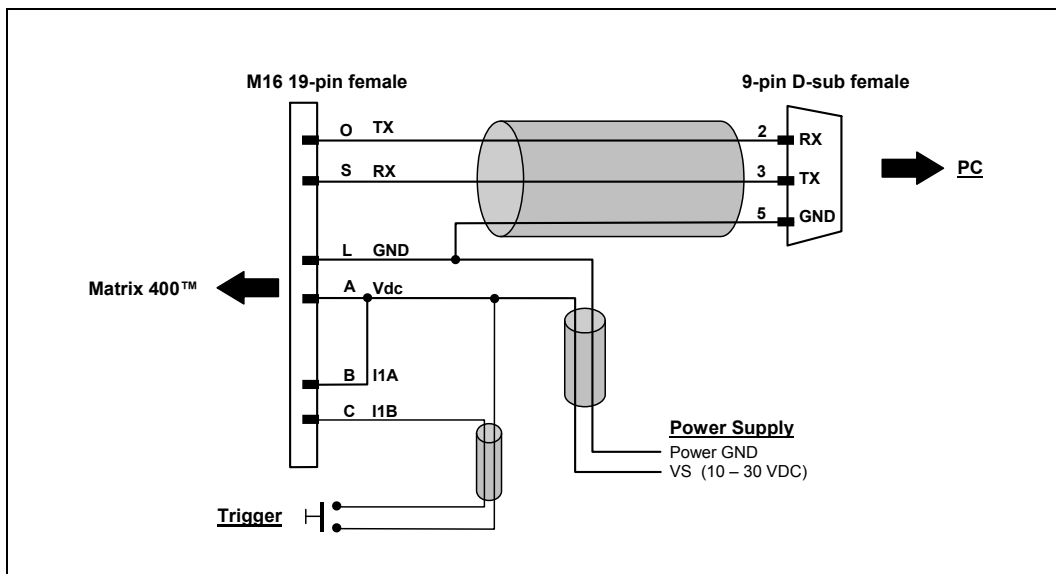 M16 19-pin female
9-pin D-sub female
O TX
2 RX
S RX
3 TX
5 GND
PC
L GND
Matrix 400™
A Vdc
B I1A
C I1B
Power Supply
Power GND
VS (10 – 30 VDC)
Trigger